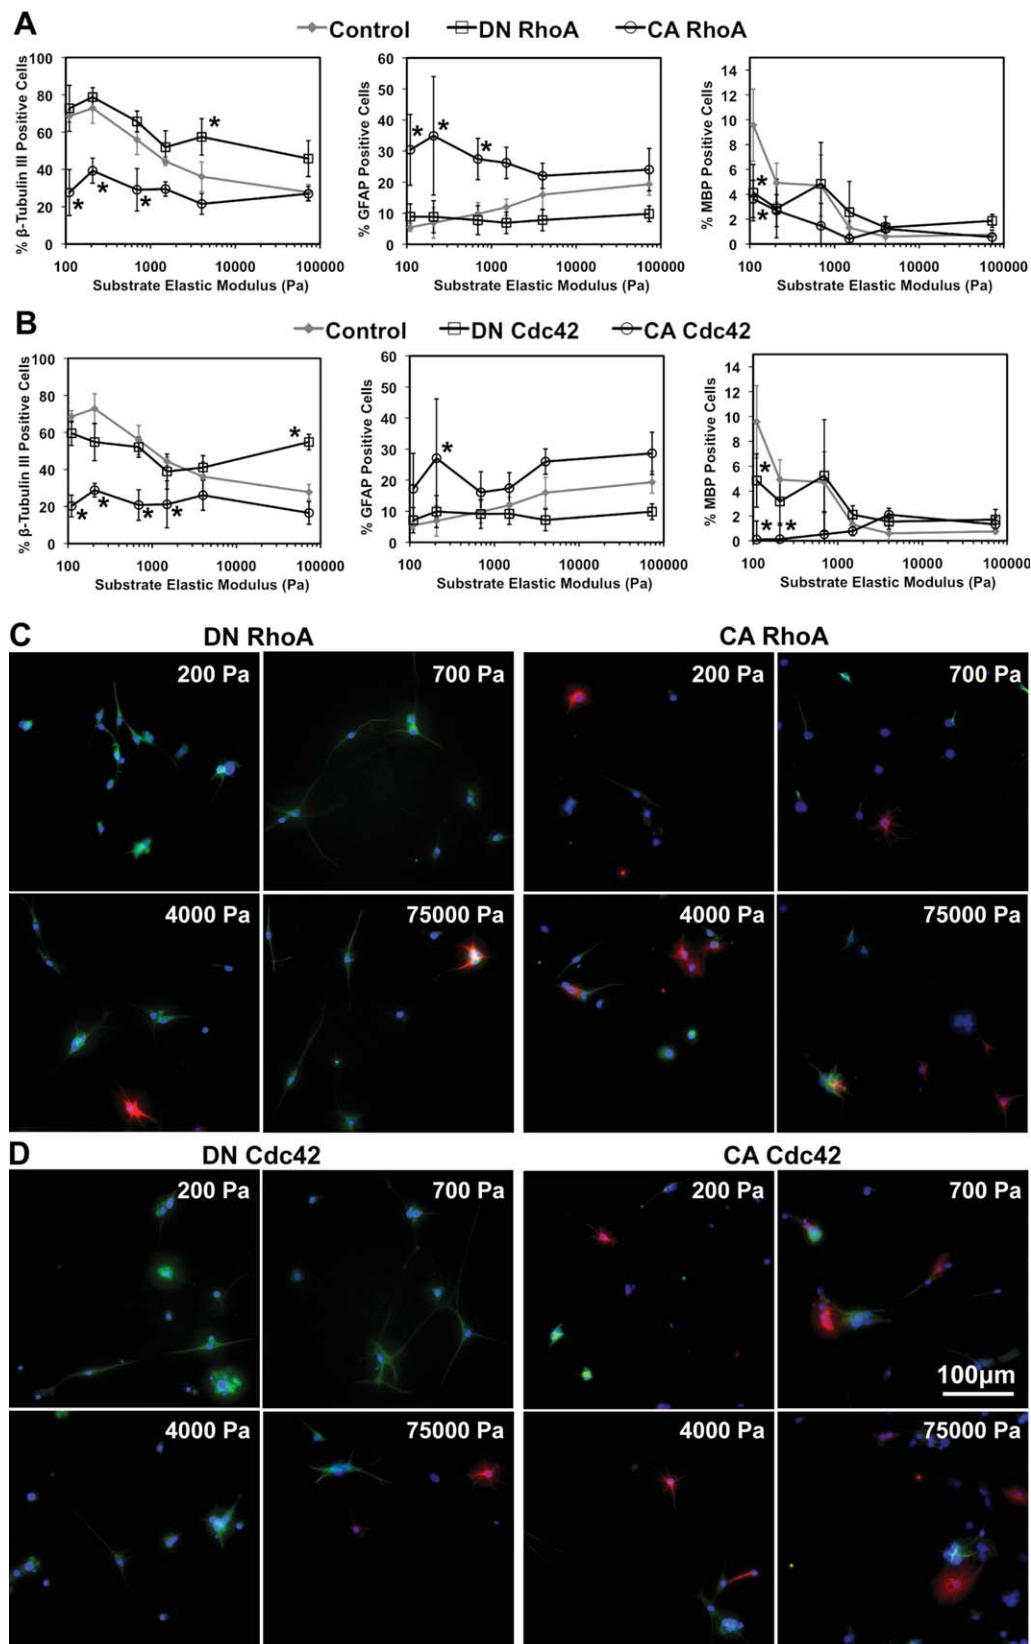 A
Control DN RhoA CA RhoA
% β-Tubulin III Positive Cells
100
80
60
40
20
0
100 1000 10000 100000
Substrate Elastic Modulus (Pa)
*
*
*
*
% GFAP Positive Cells
60
50
40
30
20
10
0
100 1000 10000 100000
Substrate Elastic Modulus (Pa)
* * *
% MBP Positive Cells
14
12
10
8
6
4
2
0
100 1000 10000 100000
Substrate Elastic Modulus (Pa)
*
*
B
Control DN Cdc42 CA Cdc42
% β-Tubulin III Positive Cells
100
80
60
40
20
0
100 1000 10000 100000
Substrate Elastic Modulus (Pa)
*
* * * *
% GFAP Positive Cells
60
50
40
30
20
10
0
100 1000 10000 100000
Substrate Elastic Modulus (Pa)
*
% MBP Positive Cells
14
12
10
8
6
4
2
0
100 1000 10000 100000
Substrate Elastic Modulus (Pa)
* *
* *
C DN RhoA CA RhoA
200 Pa 700 Pa 200 Pa 700 Pa
4000 Pa 75000 Pa 4000 Pa 75000 Pa
D DN Cdc42 CA Cdc42
200 Pa 700 Pa 200 Pa 700 Pa
100µm
4000 Pa 75000 Pa 4000 Pa 75000 Pa